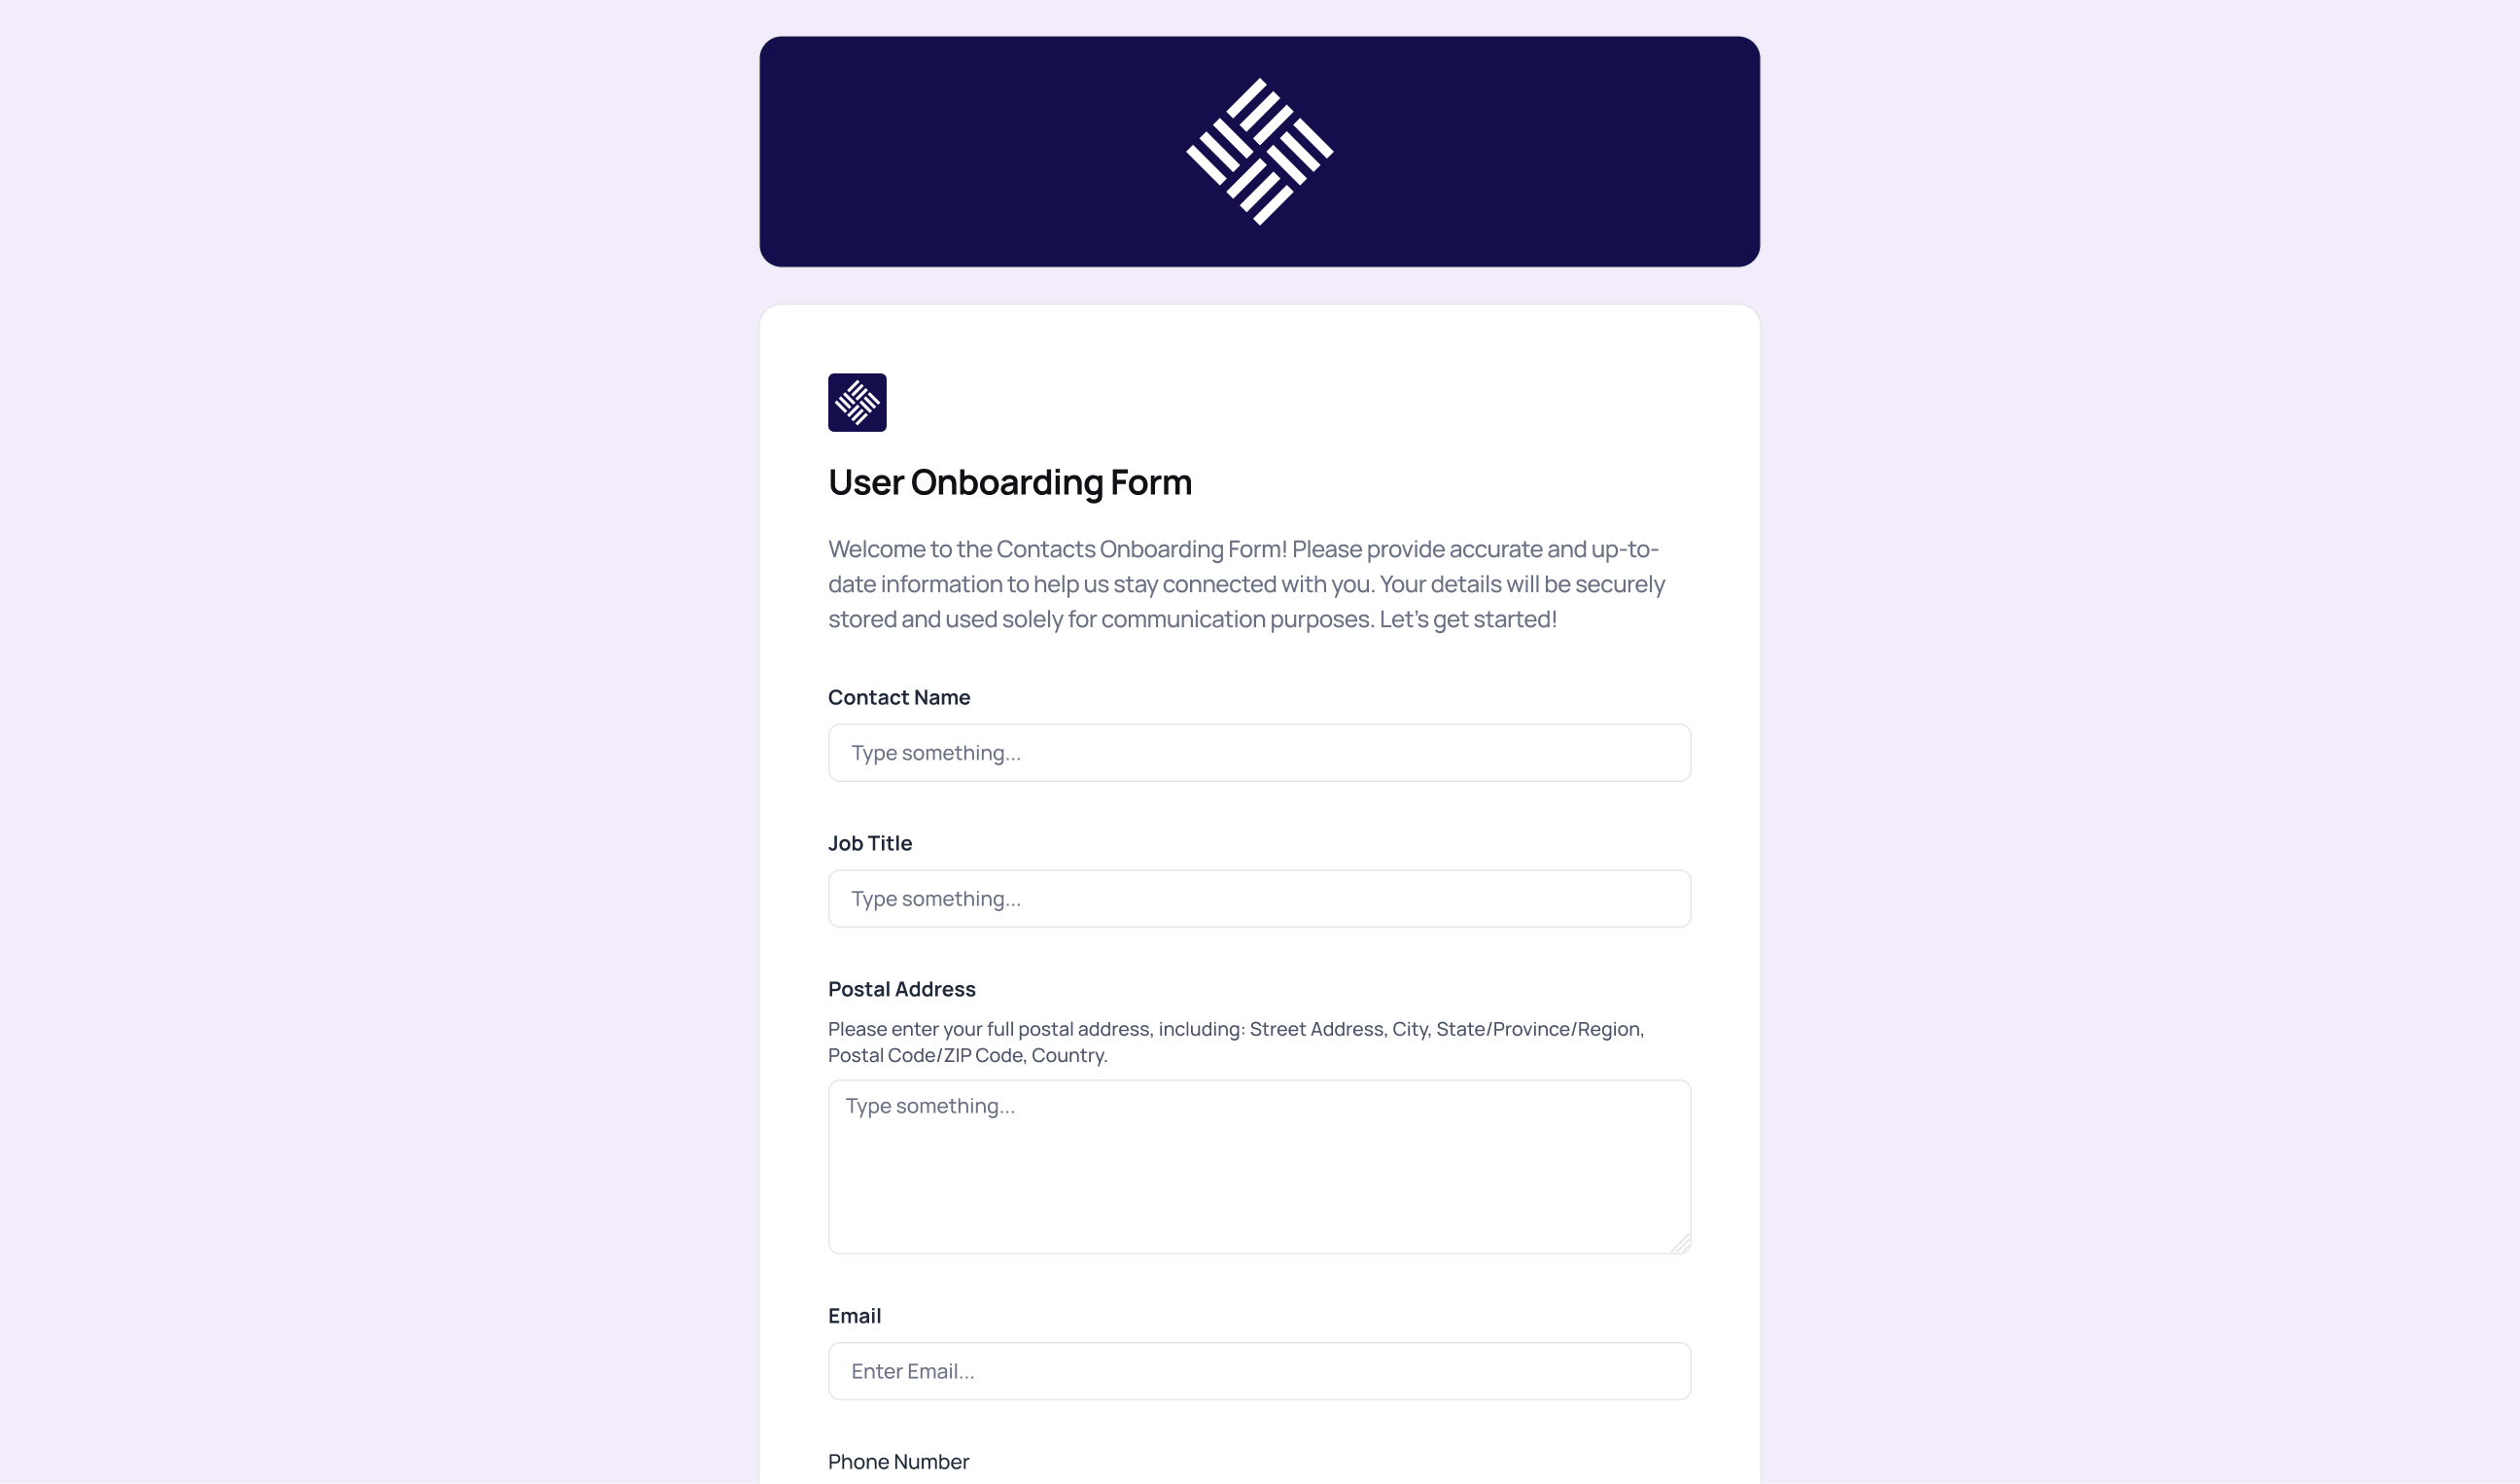 User Onboarding Form
Welcome to the Contacts Onboarding Form! Please provide accurate and up-to-
date information to help us stay connected with you. Your details will be securely
stored and used solely for communication purposes. Let's get started!
Contact Name
Type something...
Job Title
Type something...
Postal Address
Please enter your full postal address, including: Street Address, City, State/Province/Region,
Postal Code/ZIP Code, Country.
Type something...
Email
Enter Email...
Phone Number